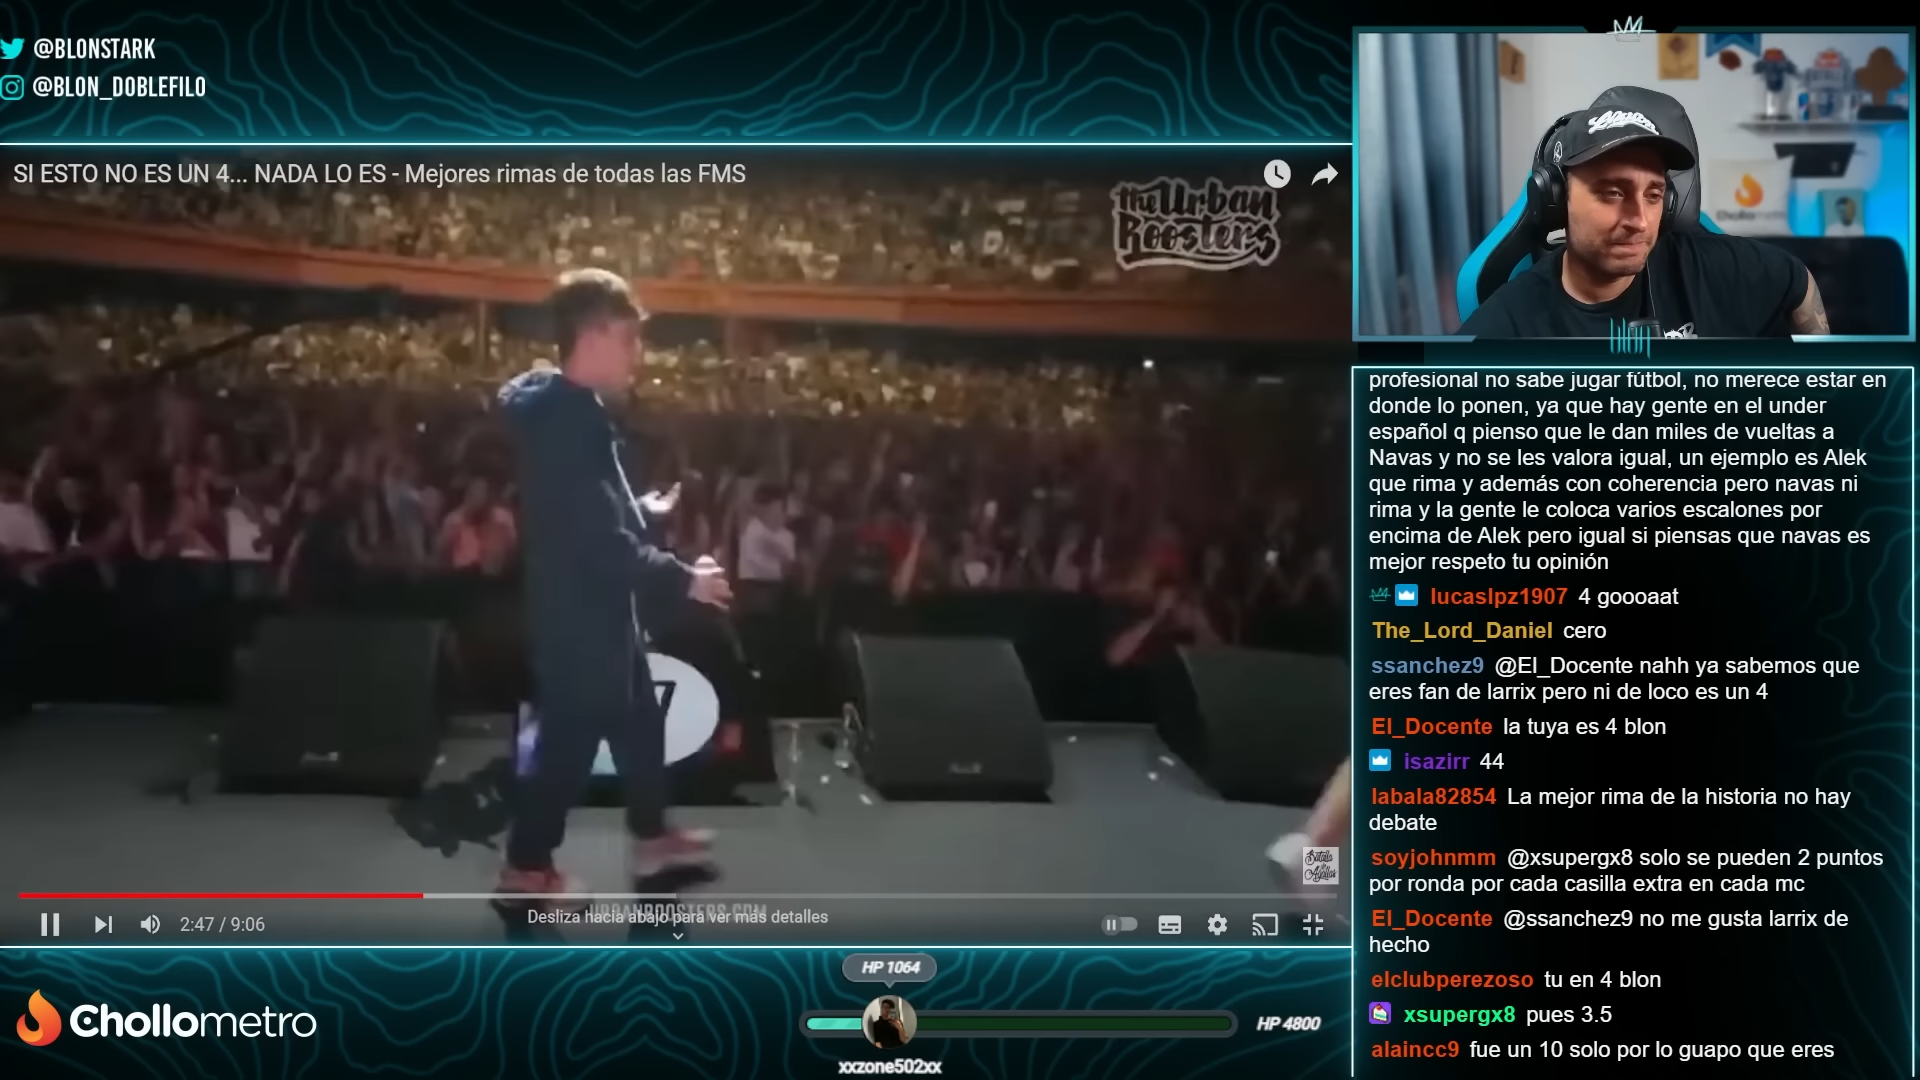 @BLONSTARK
@BLON_DOBLEFILO
SI ESTO NO ES UN 4... NADA LO ES - Mejores rimas de todas las FMS
the Urban
Roosters
Batalla
de
Agallas
URBANROOSTERS.COM
Desliza hacia abajo para ver más detalles
2:47 / 9:06
Chollometro
HP 1064
HP 4800
xxzone502xx
Chollometro
profesional no sabe jugar fútbol, no merece estar en
donde lo ponen, ya que hay gente en el under
español q pienso que le dan miles de vueltas a
Navas y no se les valora igual, un ejemplo es Alek
que rima y además con coherencia pero navas ni
rima y la gente le coloca varios escalones por
encima de Alek pero igual si piensas que navas es
mejor respeto tu opinión
lucaslpz1907 4 goooaat
The_Lord_Daniel cero
ssanchez9 @El_Docente nahh ya sabemos que
eres fan de larrix pero ni de loco es un 4
El_Docente la tuya es 4 blon
isazirr 44
labala82854 La mejor rima de la historia no hay
debate
soyjohnmm @xsupergx8 solo se pueden 2 puntos
por ronda por cada casilla extra en cada mc
El_Docente @ssanchez9 no me gusta larrix de
hecho
elclubperezoso tu en 4 blon
xsupergx8 pues 3.5
alaincc9 fue un 10 solo por lo guapo que eres